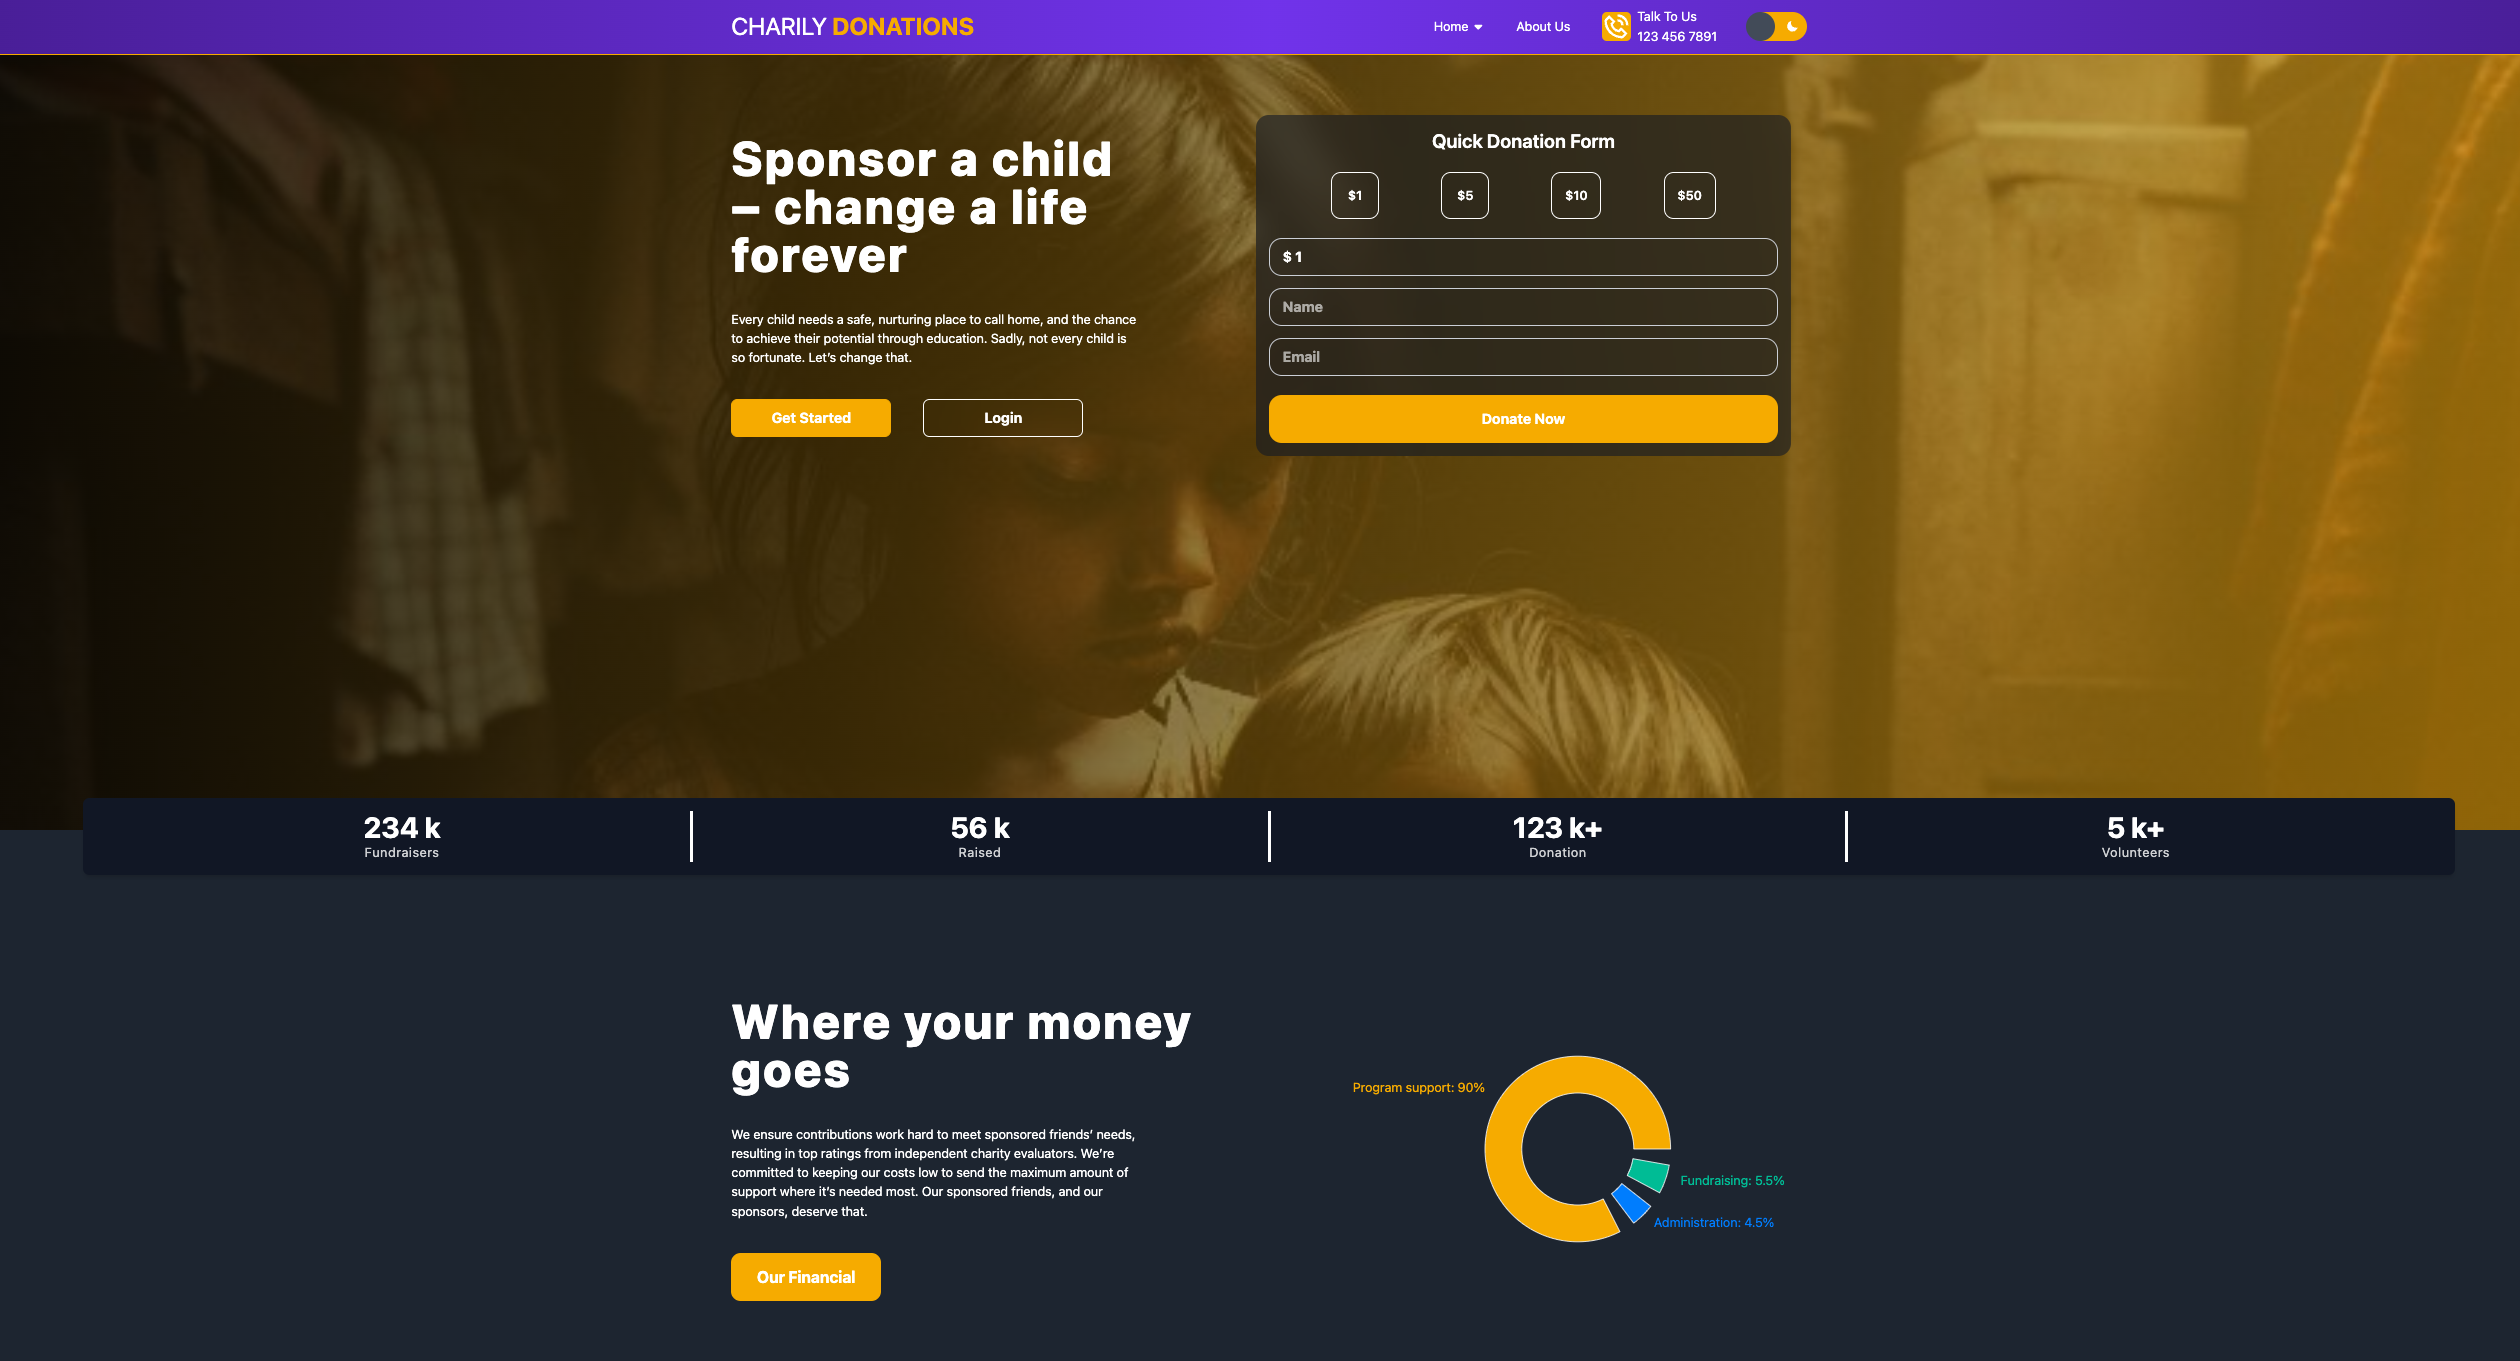 CHARILY DONATIONS
Home
About Us
Talk To Us
123 456 7891
Sponsor a child
– change a life
forever
Every child needs a safe, nurturing place to call home, and the chance
to achieve their potential through education. Sadly, not every child is
so fortunate. Let’s change that.
Get Started
Login
Quick Donation Form
$1
$5
$10
$50
$ 1
Name
Email
Donate Now
234 k
Fundraisers
56 k
Raised
123 k+
Donation
5 k+
Volunteers
Where your money
goes
We ensure contributions work hard to meet sponsored friends’ needs,
resulting in top ratings from independent charity evaluators. We’re
committed to keeping our costs low to send the maximum amount of
support where it’s needed most. Our sponsored friends, and our
sponsors, deserve that.
Our Financial
Program support: 90%
Fundraising: 5.5%
Administration: 4.5%